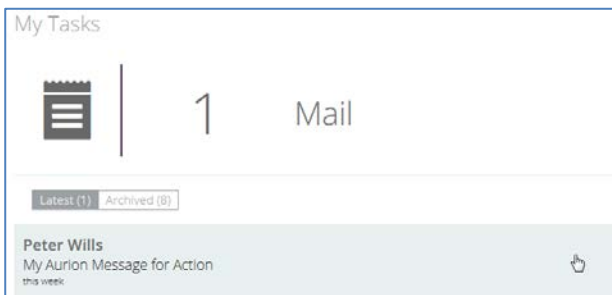 My Tasks
1 Mail
Latest (1) Archived (8)
Peter Wills
My Aurion Message for Action
this week